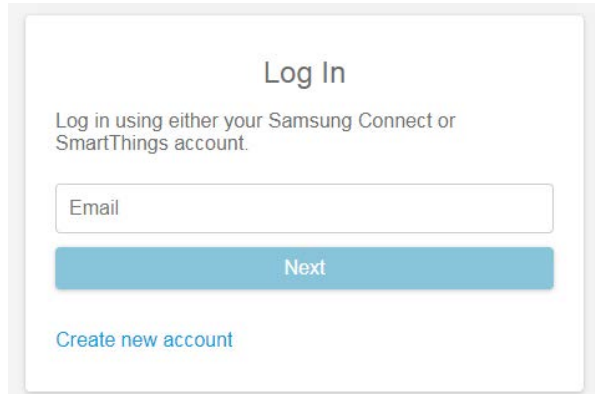 Log In
Log in using either your Samsung Connect or
SmartThings account.
Email
Next
Create new account